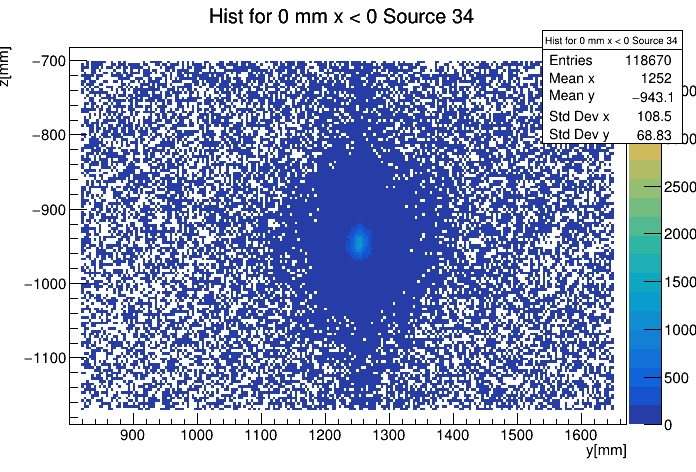 Hist for 0 mm x < 0 Source 34
z[mm]
Hist for 0 mm x < 0 Source 34
Entries 118670
Mean x 1252
Mean y −943.1
Std Dev x 108.5
Std Dev y 68.83
−700
−800
−900
−1000
−1100
900 1000 1100 1200 1300 1400 1500 1600
y[mm]
2500
2000
1500
1000
500
0